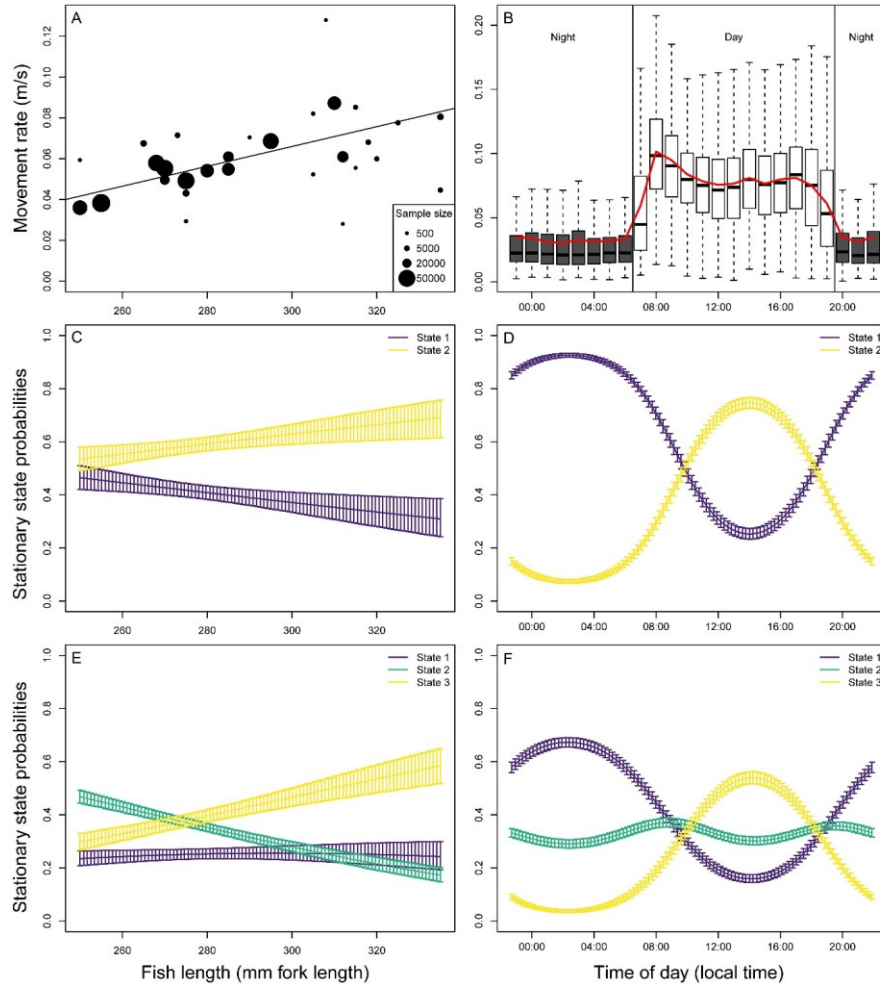 A
Movement rate (m/s)
0.12
0.10
0.08
0.06
0.04
0.02
0.00
Sample size
500
5000
20000
50000
260
280
300
320
B
Night
Day
Night
0.20
0.15
0.10
0.05
0.00
00:00
04:00
08:00
12:00
16:00
20:00
C
State 1
State 2
Stationary state probabilities
1.0
0.8
0.6
0.4
0.2
0.0
260
280
300
320
D
State 1
State 2
1.0
0.8
0.6
0.4
0.2
0.0
00:00
04:00
08:00
12:00
16:00
20:00
E
State 1
State 2
State 3
Stationary state probabilities
1.0
0.8
0.6
0.4
0.2
0.0
260
280
300
320
Fish length (mm fork length)
F
State 1
State 2
State 3
1.0
0.8
0.6
0.4
0.2
0.0
00:00
04:00
08:00
12:00
16:00
20:00
Time of day (local time)